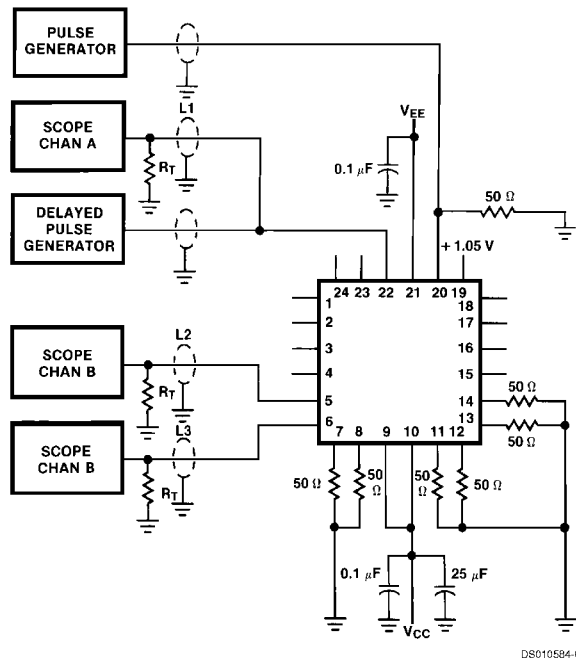 PULSE
GENERATOR
L1
SCOPE
CHAN A
RT
DELAYED
PULSE
GENERATOR
VEE
0.1 μF
50 Ω
+ 1.05 V
24 23 22 21 20 19
1
2
3
4
5
6
18
17
16
15
14
13
7 8 9 10 11 12
SCOPE
CHAN B
L2
RT
SCOPE
CHAN B
L3
RT
50 Ω
50 Ω
50 Ω
50
Ω
50
Ω
50 Ω
0.1 μF
25 μF
VCC